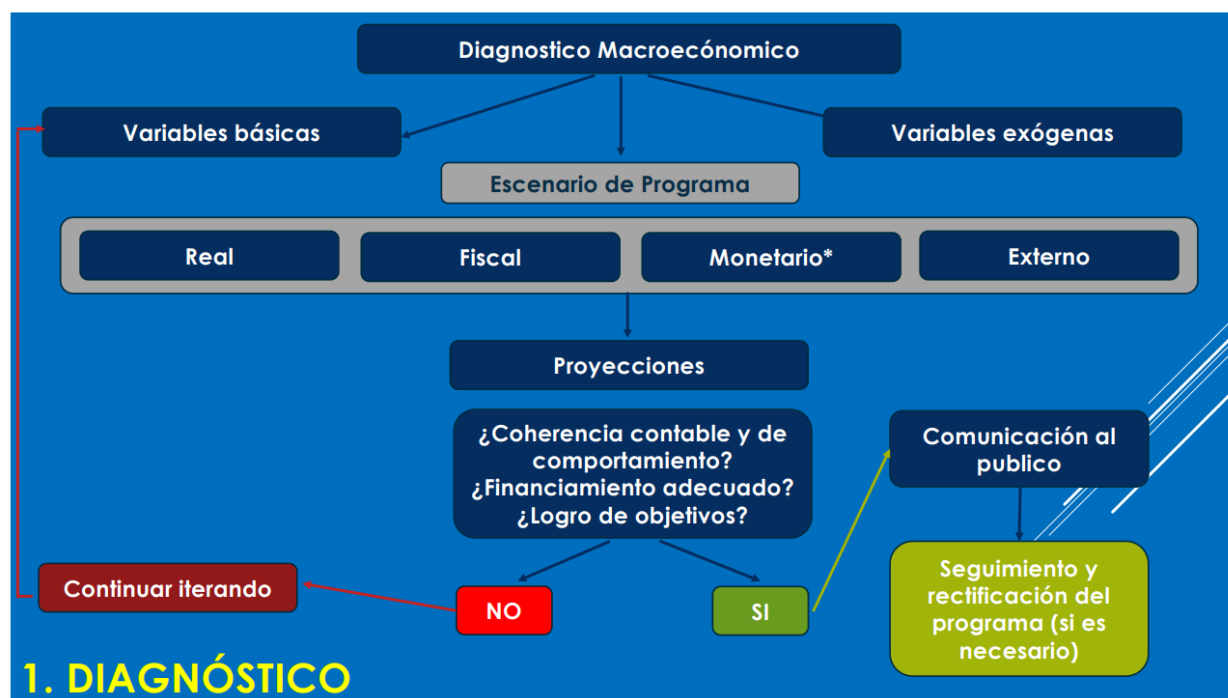 Diagnostico Macroecónomico
Variables básicas
Variables exógenas
Escenario de Programa
Real
Fiscal
Monetario*
Externo
Proyecciones
¿Coherencia contable y de
comportamiento?
¿Financiamiento adecuado?
¿Logro de objetivos?
Comunicación al
publico
Continuar iterando
NO
SI
Seguimiento y
rectificación del
programa (si es
necesario)
1. DIAGNÓSTICO